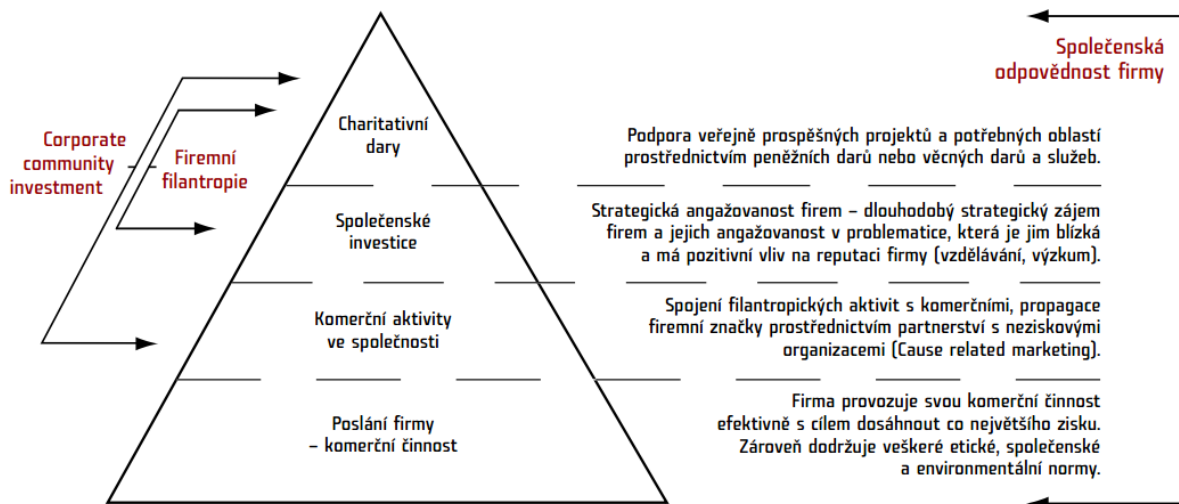 Společenská
odpovědnost firmy
Corporate
community
investment
Firemní
filantropie
Charitativní
dary
Podpora veřejně prospěšných projektů a potřebných oblastí
prostřednictvím peněžních darů nebo věcných darů a služeb.
Společenské
investice
Strategická angažovanost firem – dlouhodobý strategický zájem
firem a jejich angažovanost v problematice, která je jim blízká
a má pozitivní vliv na reputaci firmy (vzdělávání, výzkum).
Komerční aktivity
ve společnosti
Spojení filantropických aktivit s komerčními, propagace
firemní značky prostřednictvím partnerství s neziskovými
organizacemi (Cause related marketing).
Poslání firmy
– komerční činnost
Firma provozuje svou komerční činnost
efektivně s cílem dosáhnout co největšího zisku.
Zároveň dodržuje veškeré etické, společenské
a environmentální normy.